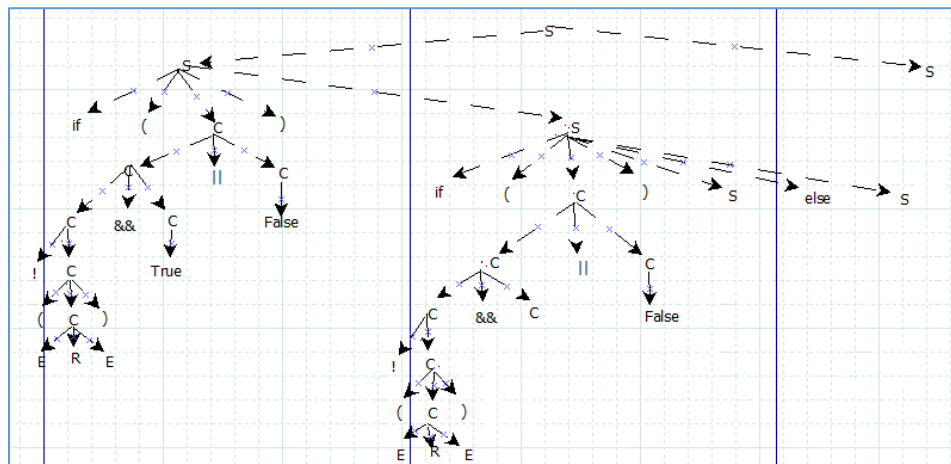 S
S S
if ( C ) S
C || C if ( C ) S else S
C && C False C || C
! C True C && C False
( C ) ! C
E R E ( C )
E R E